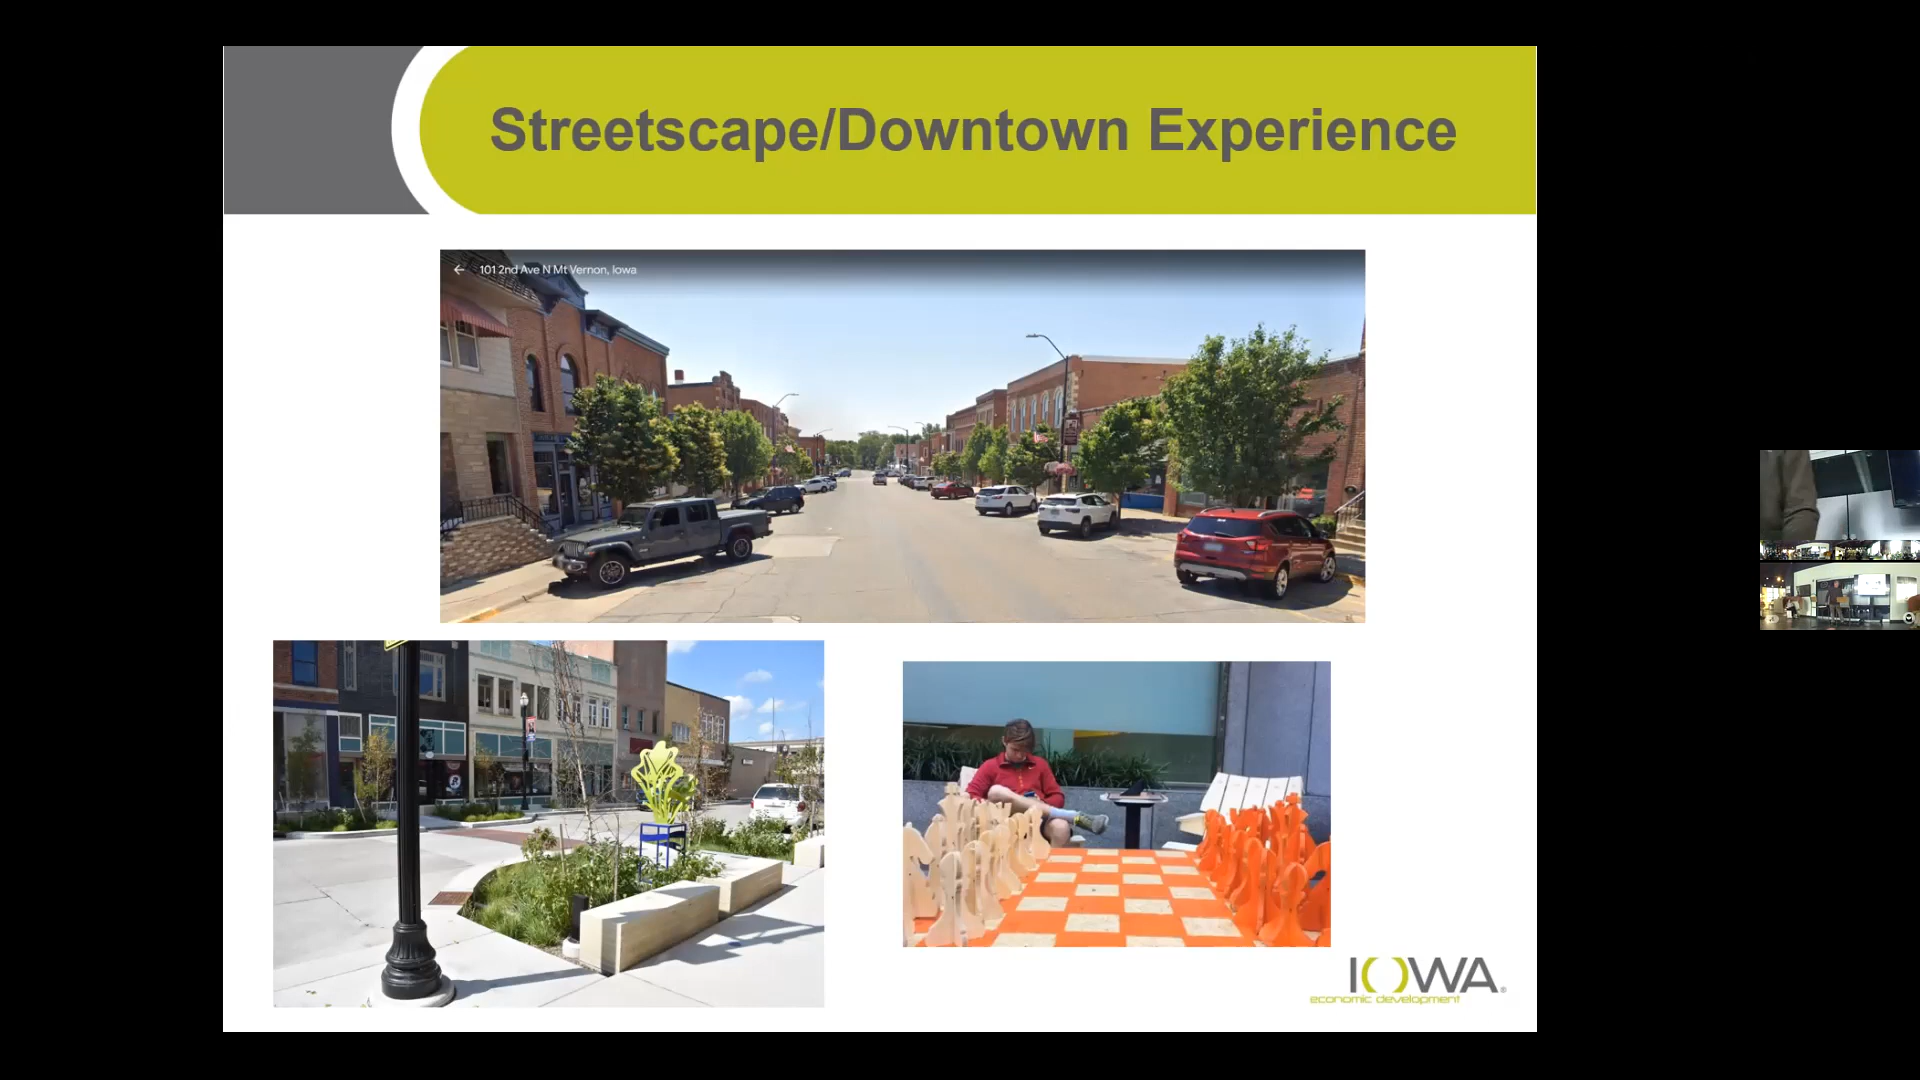 Streetscape/Downtown Experience
101 2nd Ave N Mt Vernon, Iowa
IOWA®
economic development